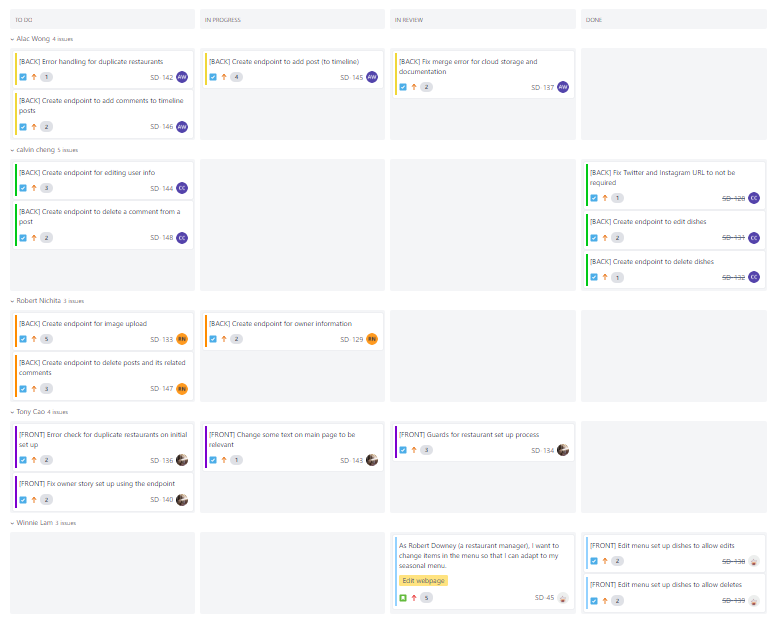 TO DO
IN PROGRESS
IN REVIEW
DONE
Alac Wong 4 issues
[BACK] Error handling for duplicate restaurants
1 SD-142 AW
[BACK] Create endpoint to add comments to timeline
posts
2 SD-146 AW
[BACK] Create endpoint to add post (to timeline)
4 SD-145 AW
[BACK] Fix merge error for cloud storage and
documentation
2 SD-137 AW
calvin cheng 5 issues
[BACK] Create endpoint for editing user info
3 SD-144 CC
[BACK] Create endpoint to delete a comment from a
post
2 SD-148 CC
[BACK] Fix Twitter and Instagram URL to not be
required
1 SD-128 CC
[BACK] Create endpoint to edit dishes
2 SD-131 CC
[BACK] Create endpoint to delete dishes
1 SD-132 CC
Robert Nichita 3 issues
[BACK] Create endpoint for image upload
5 SD-133 RN
[BACK] Create endpoint to delete posts and its related
comments
3 SD-147 RN
[BACK] Create endpoint for owner information
2 SD-129 RN
Tony Cao 4 issues
[FRONT] Error check for duplicate restaurants on initial
set up
2 SD-136
[FRONT] Fix owner story set up using the endpoint
2 SD-140
[FRONT] Change some text on main page to be
relevant
1 SD-143
[FRONT] Guards for restaurant set up process
3 SD-134
Winnie Lam 3 issues
As Robert Downey (a restaurant manager), I want to
change items in the menu so that I can adapt to my
seasonal menu.
Edit webpage
5 SD-45
[FRONT] Edit menu set up dishes to allow edits
2 SD-138
[FRONT] Edit menu set up dishes to allow deletes
2 SD-139